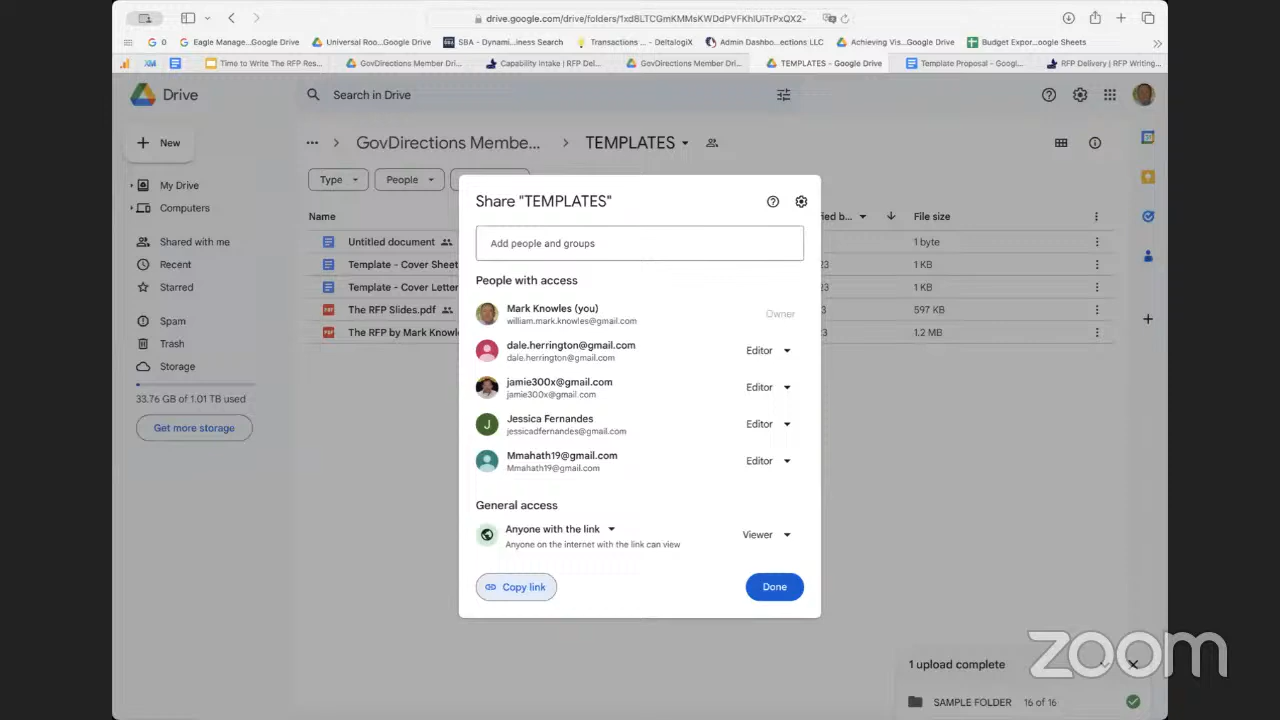 drive.google.com/drive/folders/1xd8LTCGmKMMsKWDdPVFKhIUiTrPxQX2-
G 0
Eagle Manage...Google Drive
Universal Roo...Google Drive
SBA - Dynami...iness Search
Transactions ... - DeltalogiX
Admin Dashbo...ections LLC
Achieving Vis...Google Drive
Budget Expor...oogle Sheets
XM
Time to Write The RFP Res...
GovDirections Member Dri...
Capability Intake | RFP Del...
GovDirections Member Dri...
TEMPLATES - Google Drive
Template Proposal - Googl...
RFP Delivery | RFP Writing...
Drive
Search in Drive
New
GovDirections Membe...
TEMPLATES
Type
People
My Drive
Computers
Shared with me
Recent
Starred
Spam
Trash
Storage
33.76 GB of 1.01 TB used
Get more storage
Name
ied b...
File size
Untitled document
1 byte
Template - Cover Sheet
23
1 KB
Template - Cover Letter
1 KB
The RFP Slides.pdf
23
597 KB
The RFP by Mark Knowle
3
1.2 MB
Share "TEMPLATES"
Add people and groups
People with access
Mark Knowles (you)
william.mark.knowles@gmail.com
Owner
dale.herrington@gmail.com
dale.herrington@gmail.com
Editor
jamie300x@gmail.com
jamie300x@gmail.com
Editor
J
Jessica Fernandes
jessicadfernandes@gmail.com
Editor
Mmahath19@gmail.com
Mmahath19@gmail.com
Editor
General access
Anyone with the link
Anyone on the internet with the link can view
Viewer
Copy link
Done
1 upload complete
SAMPLE FOLDER
16 of 16
zoom